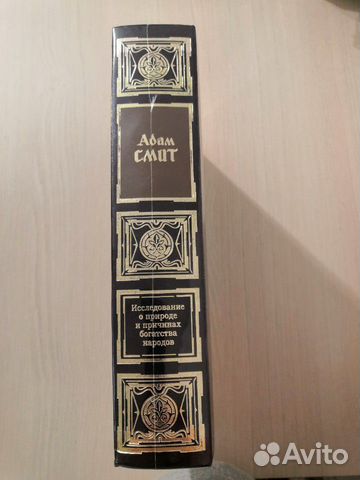 Адам
СМИТ
Исследование
о природе
и причинах
богатства
народов
Avito